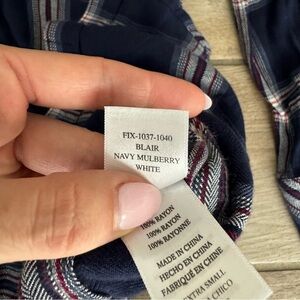 FIX-1037-1040
BLAIR
NAVY MULBERRY
WHITE
100% RAYON
100% RAYON
100% RAYONNE
MADE IN CHINA
HECHO EN CHINA
FABRIQUÉ EN CHINE
EXTRA SMALL
CHICO